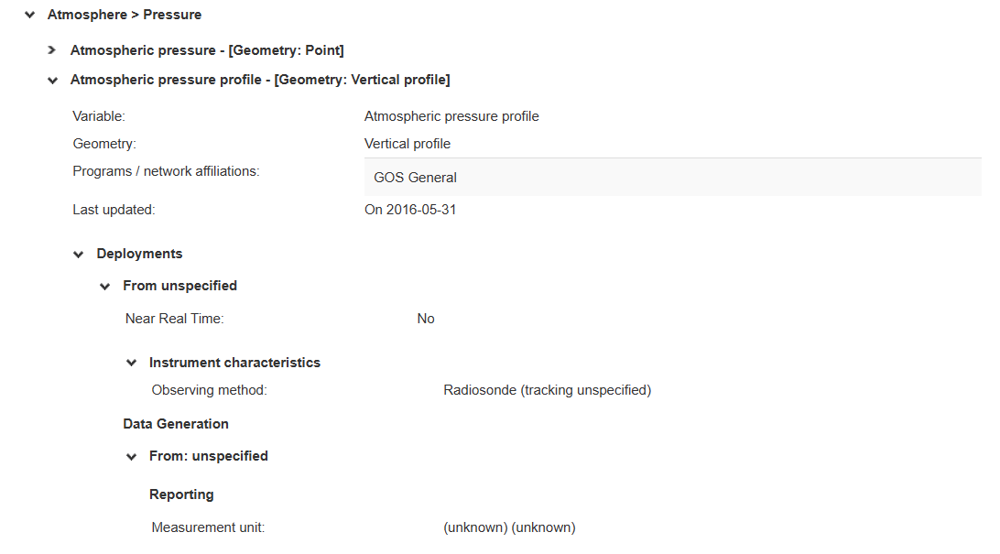 Atmosphere > Pressure
Atmospheric pressure - [Geometry: Point]
Atmospheric pressure profile - [Geometry: Vertical profile]
Variable: Atmospheric pressure profile
Geometry: Vertical profile
Programs / network affiliations: GOS General
Last updated: On 2016-05-31
Deployments
From unspecified
Near Real Time: No
Instrument characteristics
Observing method: Radiosonde (tracking unspecified)
Data Generation
From: unspecified
Reporting
Measurement unit: (unknown) (unknown)